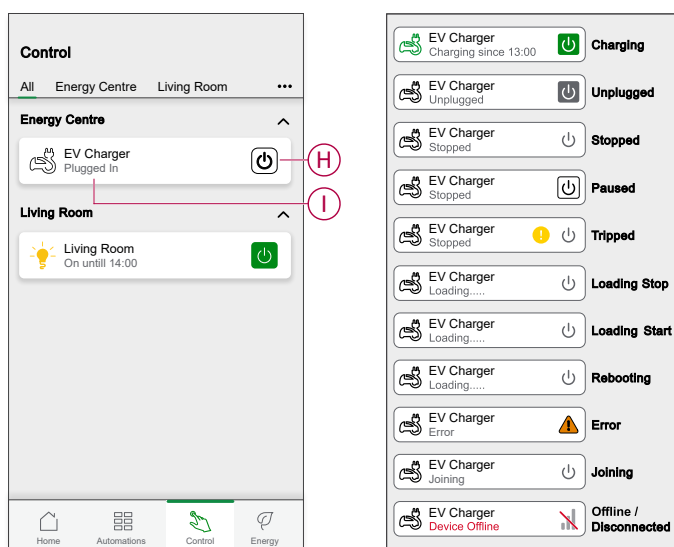 Control
All Energy Centre Living Room •••
Energy Centre
EV Charger
Plugged In
H
I
Living Room
Living Room
On untill 14:00
Home Automations Control Energy
EV Charger
Charging since 13:00
Charging
EV Charger
Unplugged
Unplugged
EV Charger
Stopped
Stopped
EV Charger
Stopped
Paused
EV Charger
Stopped
Tripped
EV Charger
Loading.....
Loading Stop
EV Charger
Loading.....
Loading Start
EV Charger
Loading.....
Rebooting
EV Charger
Error
Error
EV Charger
Joining
Joining
EV Charger
Device Offline
Offline /
Disconnected